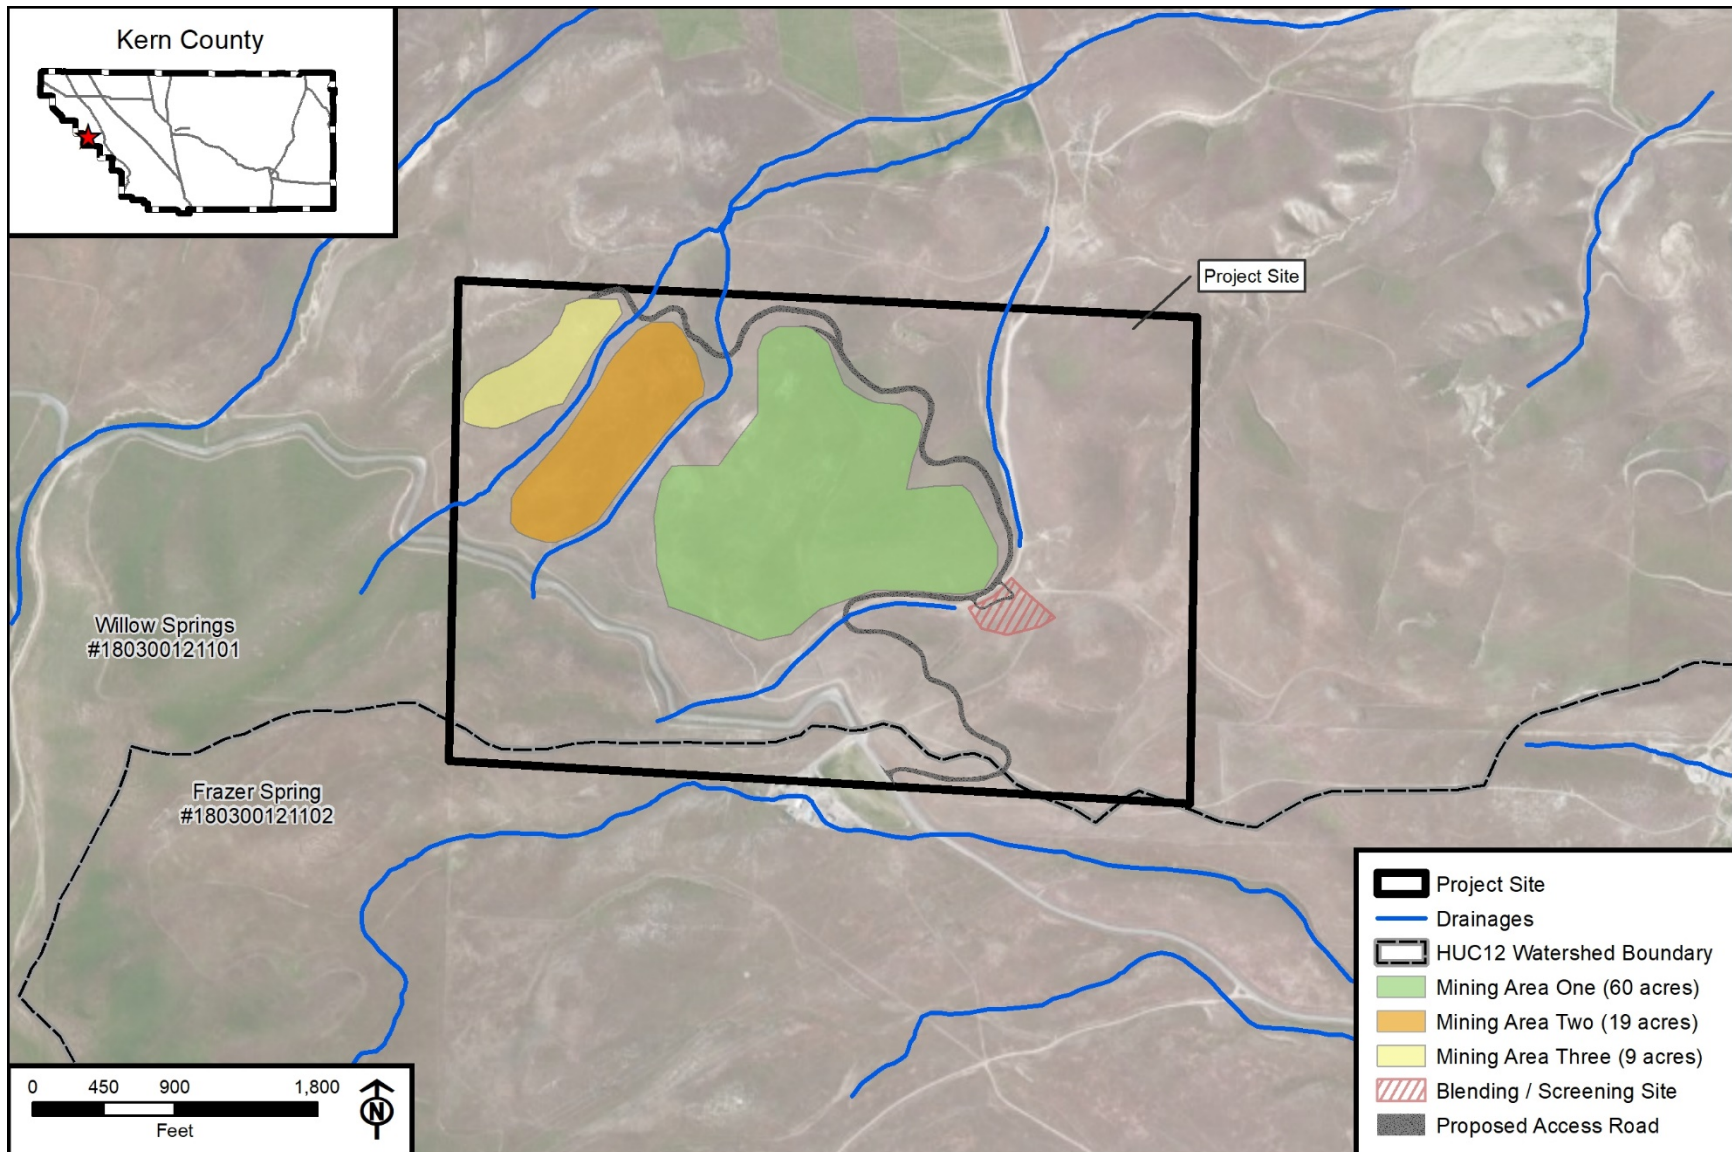 Kern County
Project Site
Willow Springs
#180300121101
Frazer Spring
#180300121102
0 450 900 1,800
Feet
N
Project Site
Drainages
HUC12 Watershed Boundary
Mining Area One (60 acres)
Mining Area Two (19 acres)
Mining Area Three (9 acres)
Blending / Screening Site
Proposed Access Road